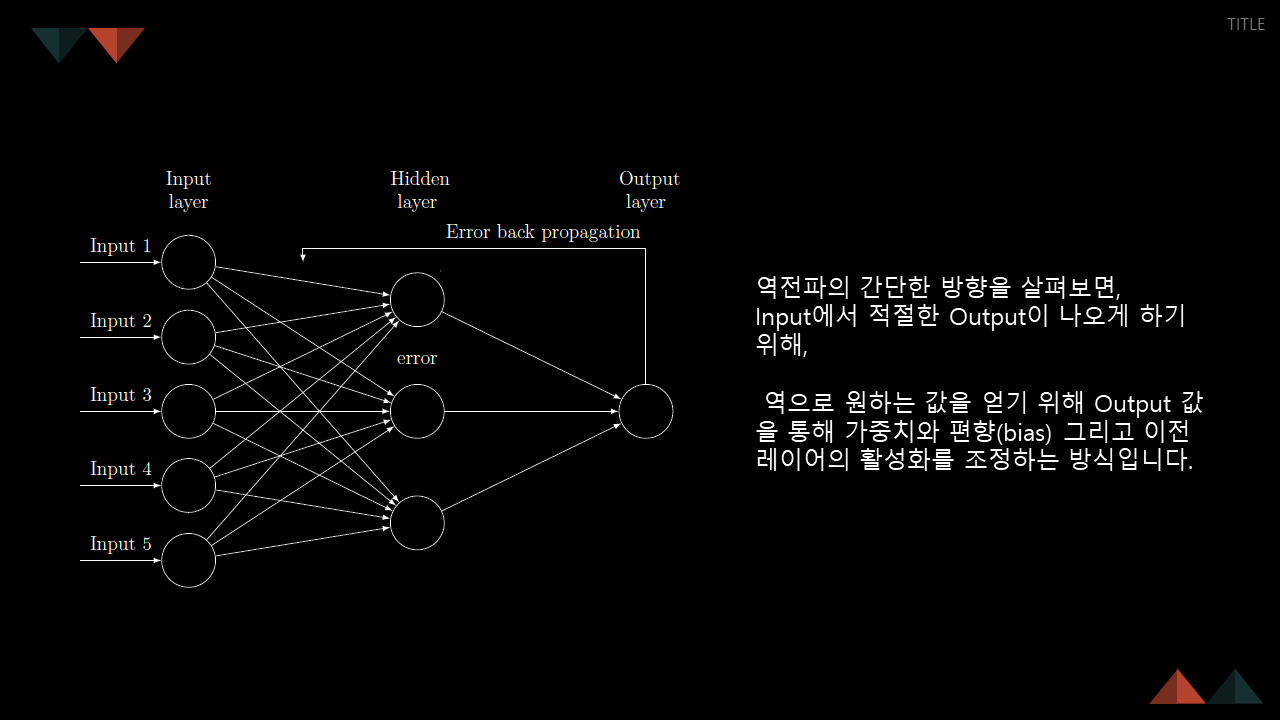 TITLE
Input
layer
Hidden
layer
Output
layer
Error back propagation
Input 1
Input 2
error
Input 3
Input 4
Input 5
역전파의 간단한 방향을 살펴보면,
Input에서 적절한 Output이 나오게 하기
위해,
역으로 원하는 값을 얻기 위해 Output 값
을 통해 가중치와 편향(bias) 그리고 이전
레이어의 활성화를 조정하는 방식입니다.